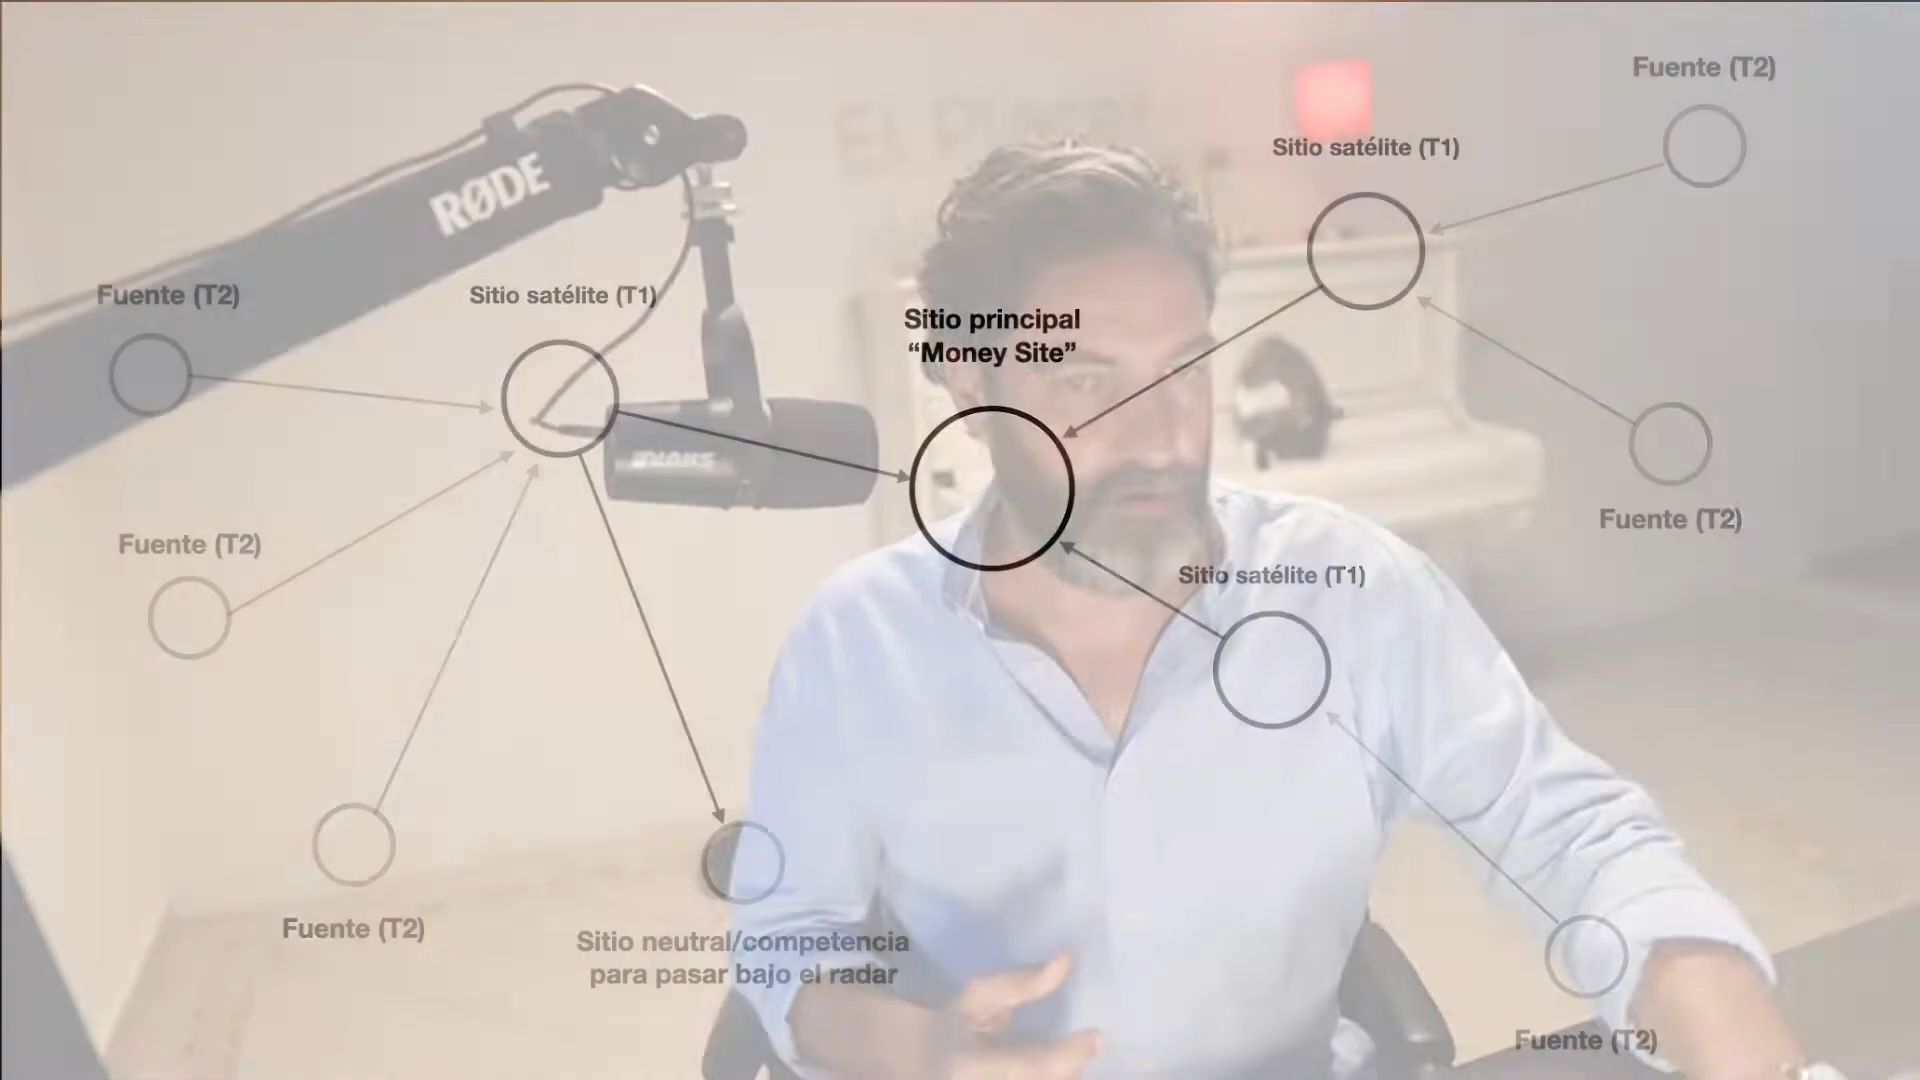 Fuente (T2)
Sitio satélite (T1)
RØDE
Fuente (T2)
Sitio satélite (T1)
Sitio principal
“Money Site”
Fuente (T2)
Fuente (T2)
Sitio satélite (T1)
Fuente (T2)
Sitio neutral/competencia
para pasar bajo el radar
Fuente (T2)